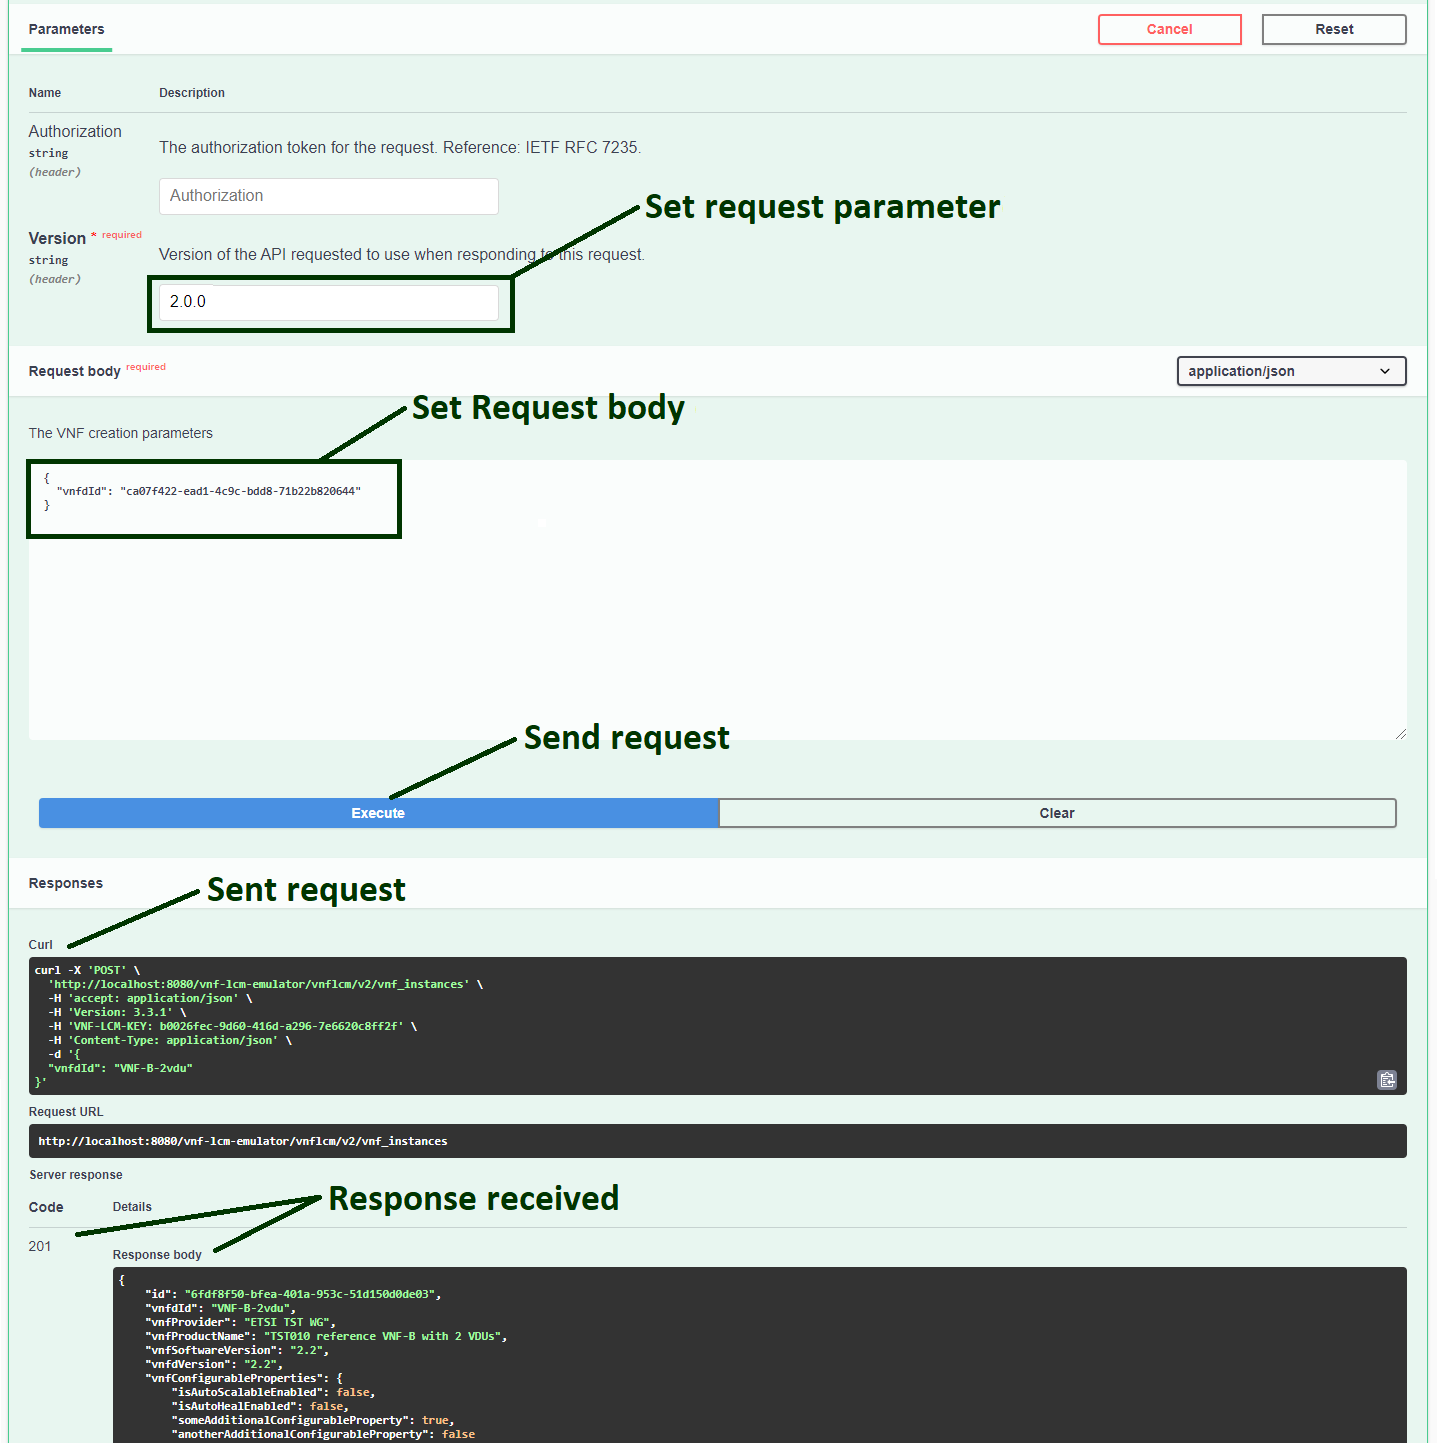 Parameters
Cancel
Reset
Name
Description
Authorization
string
(header)
The authorization token for the request. Reference: IETF RFC 7235.
Authorization
Set request parameter
Version * required
string
(header)
Version of the API requested to use when responding to this request.
2.0.0
Request body required
application/json
Set Request body
The VNF creation parameters
{
"vnfdId": "ca07f422-ead1-4c9c-bdd8-71b22b820644"
}
Send request
Execute
Clear
Responses
Sent request
Curl
curl -X 'POST' \
'http://localhost:8080/vnf-lcm-emulator/vnflcm/v2/vnf_instances' \
-H 'accept: application/json' \
-H 'Version: 3.3.1' \
-H 'VNF-LCM-KEY: b0026fec-9d60-416d-a296-7e6620c8ff2f' \
-H 'Content-Type: application/json' \
-d '{
"vnfdId": "VNF-B-2vdu"
}'
Request URL
http://localhost:8080/vnf-lcm-emulator/vnflcm/v2/vnf_instances
Server response
Response received
Code
Details
201
Response body
{
"id": "6fdf8f50-bfea-401a-953c-51d150d0de03",
"vnfdId": "VNF-B-2vdu",
"vnfProvider": "ETSI TST WG",
"vnfProductName": "TST010 reference VNF-B with 2 VDUs",
"vnfSoftwareVersion": "2.2",
"vnfdVersion": "2.2",
"vnfConfigurableProperties": {
"isAutoScalableEnabled": false,
"isAutoHealEnabled": false,
"someAdditionalConfigurableProperty": true,
"anotherAdditionalConfigurableProperty": false